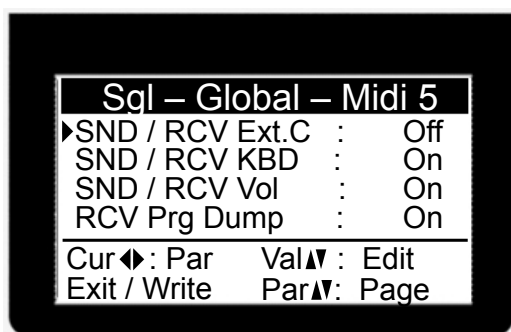 Sgl – Global – Midi 5
SND / RCV Ext.C : Off
SND / RCV KBD : On
SND / RCV Vol : On
RCV Prg Dump : On
Cur ◀▶ : Par Val ▲▼ : Edit
Exit / Write Par ▲▼ : Page